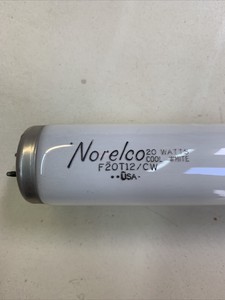 Norelco 20 WATTS
COOL WHITE
F20T12/CW
USA